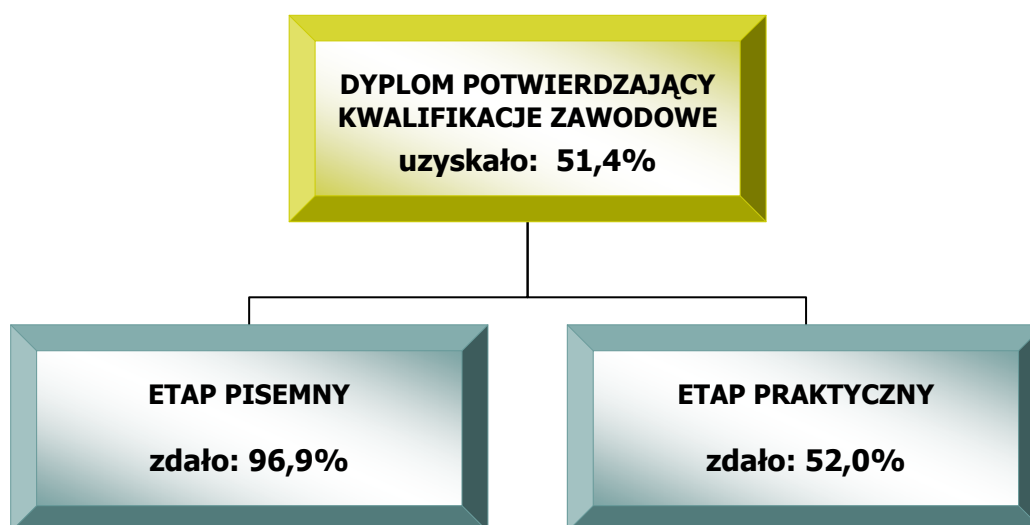 DYPLOM POTWIERDZAJĄCY
KWALIFIKACJE ZAWODOWE
uzyskało: 51,4%
ETAP PISEMNY
zdało: 96,9%
ETAP PRAKTYCZNY
zdało: 52,0%